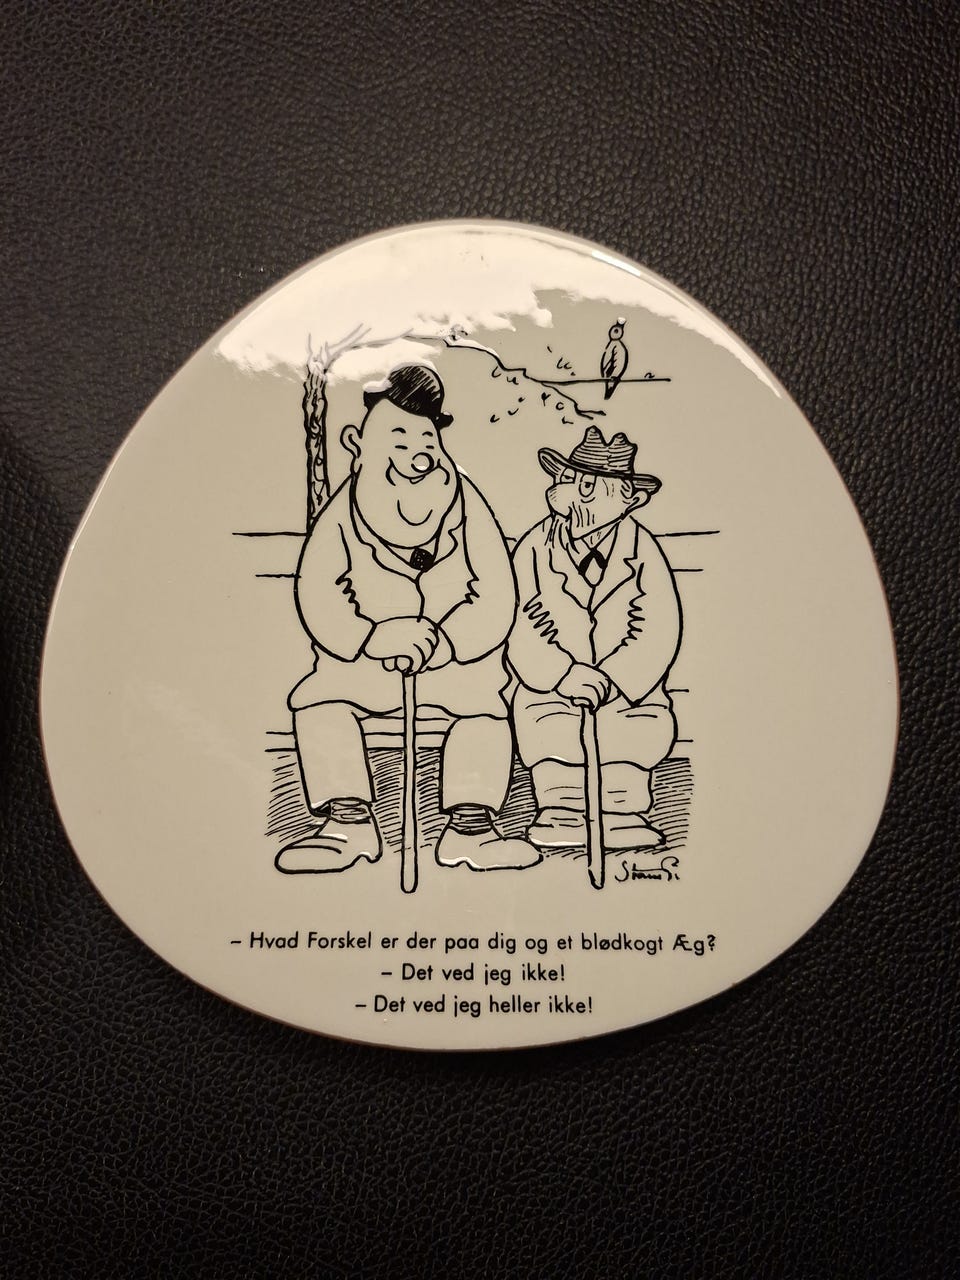 Storm P.
– Hvad Forskel er der paa dig og et blødkogt Æg?
– Det ved jeg ikke!
– Det ved jeg heller ikke!